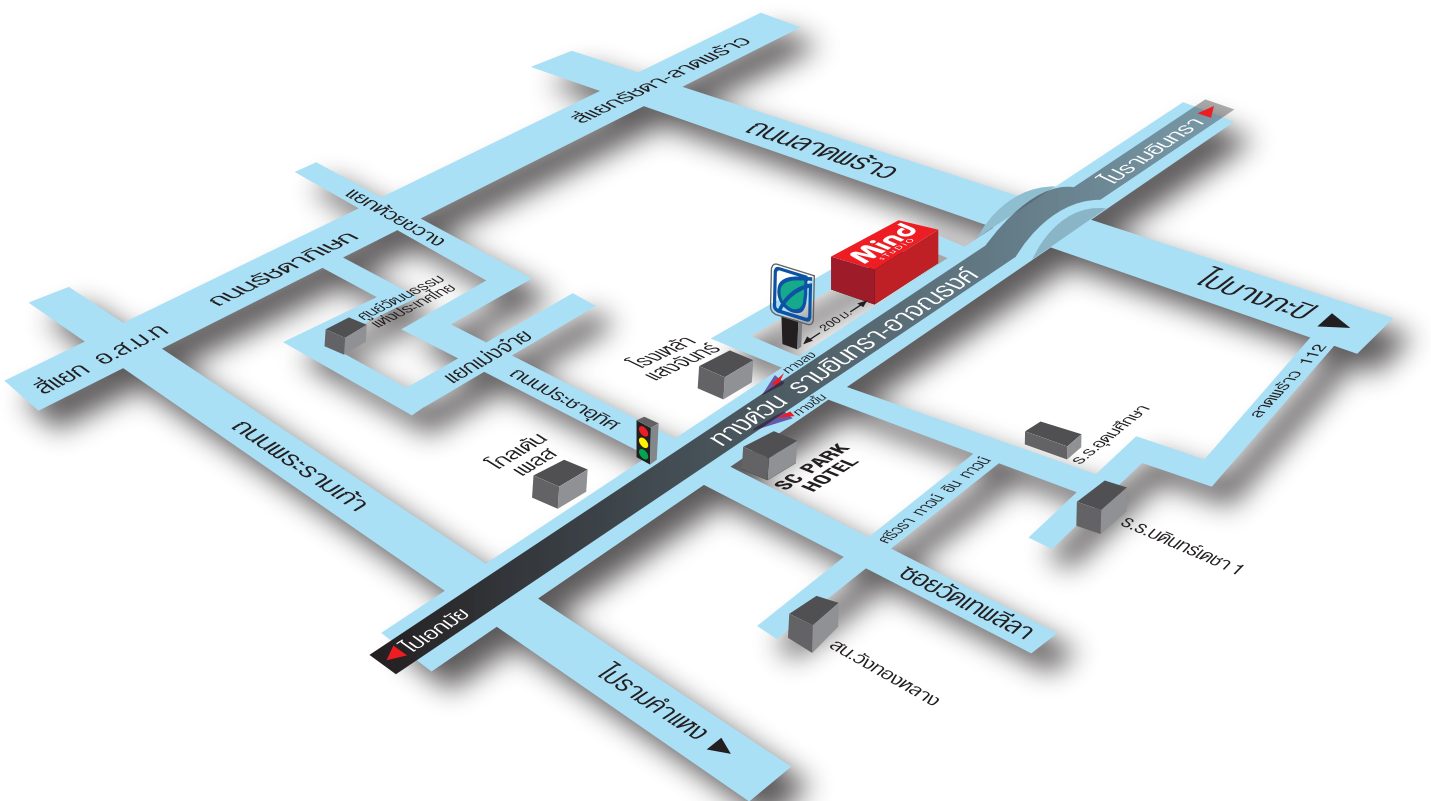 สี่แยกรัชดา-ลาดพร้าว
ถนนลาดพร้าว
ไปรามอินทรา
แยกห้วยขวาง
ถนนรัชดาภิเษก
Mind
STUDIO
ศูนย์วัฒนธรรม
แห่งประเทศไทย
200 ม.
ไปบางกะปิ
สี่แยก อ.ส.ม.ท
แยกเหม่งจ๋าย
โรงเหล้า
แสงจันทร์
ทางลง
ทางขึ้น
ทางด่วน รามอินทรา-อาจณรงค์
ลาดพร้าว 112
ถนนประชาอุทิศ
ถนนพระรามเก้า
โกลเด้น
เพลส
SC PARK
HOTEL
ร.ร.อุดมศึกษา
ศรีวรา ทาวน์ อิน ทาวน์
ร.ร.บดินทร์เดชา 1
ซอยวัดเทพลีลา
ไปเอกมัย
สน.วังทองหลาง
ไปรามคำแหง